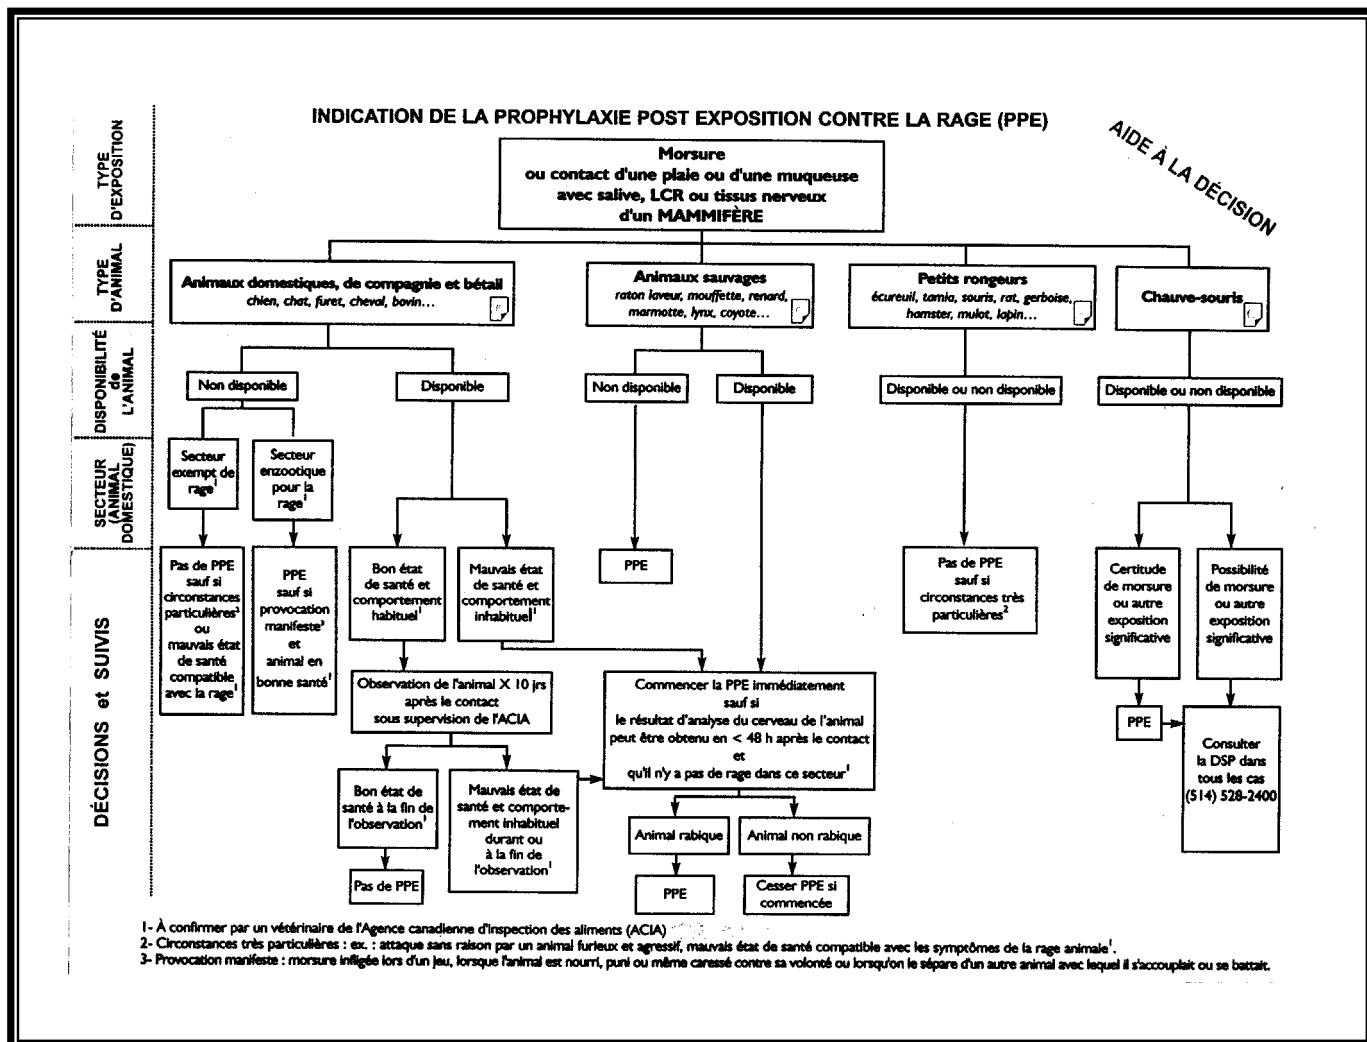 INDICATION DE LA PROPHYLAXIE POST EXPOSITION CONTRE LA RAGE (PPE)
AIDE À LA DÉCISION
TYPE
D'EXPOSITION
Morsure
ou contact d'une plaie ou d'une muqueuse
avec salive, LCR ou tissus nerveux
d'un MAMMIFÈRE
TYPE
D'ANIMAL
Animaux domestiques, de compagnie et bétail
chien, chat, furet, cheval, bovin...
Animaux sauvages
raton laveur, mouffette, renard,
marmotte, lynx, coyote...
Petits rongeurs
écureuil, tamia, souris, rat, gerboise,
hamster, mulot, lapin...
Chauve-souris
DISPONIBILITÉ
de
L'ANIMAL
Non disponible
Disponible
Non disponible
Disponible
Disponible ou non disponible
Disponible ou non disponible
SECTEUR
(ANIMAL
DOMESTIQUE)
Secteur
exempt de
rage1
Secteur
enzootique
pour la
rage1
DÉCISIONS et SUIVIS
Pas de PPE
sauf si
circonstances
particulières2
ou
mauvais état
de santé
compatible
avec la rage1
PPE
sauf si
provocation
manifeste3
et
animal en
bonne santé1
Bon état
de santé et
comportement
habituel1
Mauvais état
de santé et
comportement
inhabituel1
PPE
Pas de PPE
sauf si
circonstances très
particulières2
Certitude
de morsure
ou autre
exposition
significative
Possibilité
de morsure
ou autre
exposition
significative
Observation de l'animal X 10 jrs
après le contact
sous supervision de l'ACIA
Commencer la PPE immédiatement
sauf si
le résultat d'analyse du cerveau de l'animal
peut être obtenu en < 48 h après le contact
et
qu'il n'y a pas de rage dans ce secteur1
PPE
Consulter
la DSP dans
tous les cas
(514) 528-2400
Bon état de
santé à la fin de
l'observation1
Mauvais état de
santé et comporte-
ment inhabituel
durant ou
à la fin de
l'observation1
Animal rabique
Animal non rabique
Pas de PPE
PPE
Cesser PPE si
commencée
1- À confirmer par un vétérinaire de l'Agence canadienne d'inspection des aliments (ACIA)
2- Circonstances très particulières : ex. : attaque sans raison par un animal furieux et agressif, mauvais état de santé compatible avec les symptômes de la rage animale1.
3- Provocation manifeste : morsure infligée lors d'un jeu, lorsque l'animal est nourri, puni ou même caressé contre sa volonté ou lorsqu'on le sépare d'un autre animal avec lequel il s'accouplait ou se battait.